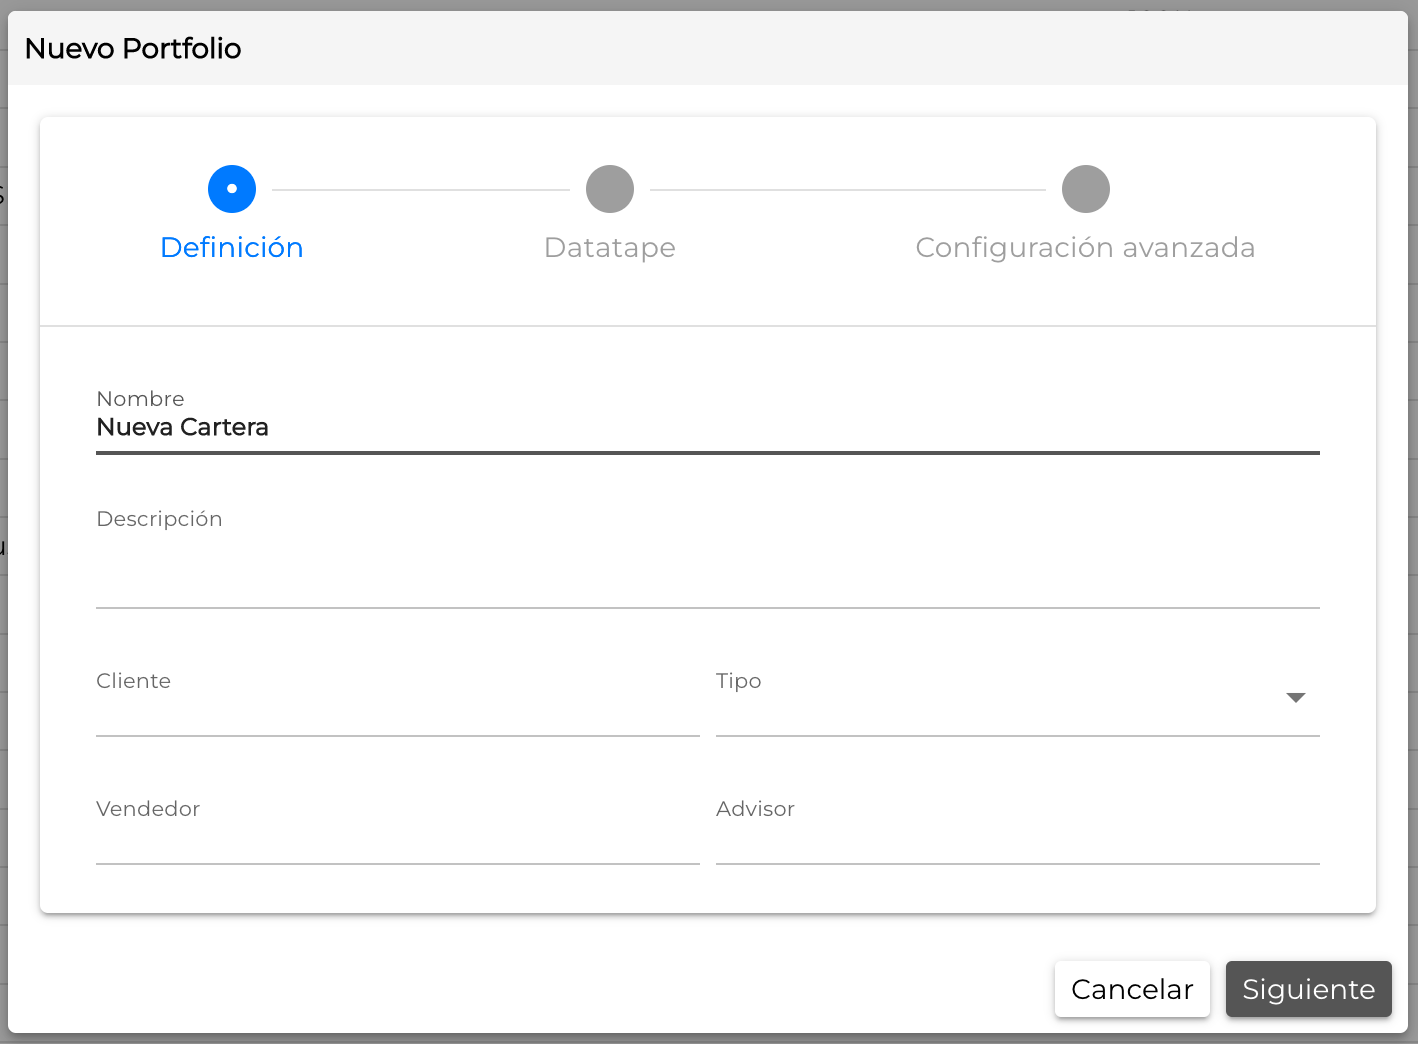 Nuevo Portfolio
Definición
Datatape
Configuración avanzada
Nombre
Nueva Cartera
Descripción
Cliente
Tipo
Vendedor
Advisor
Cancelar
Siguiente